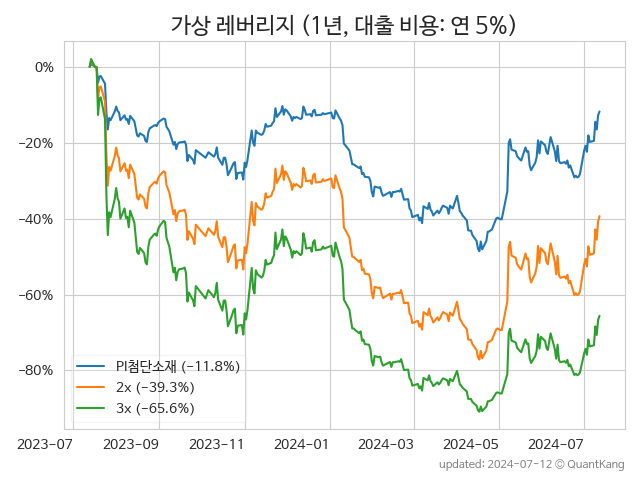 가상 레버리지 (1년, 대출 비용: 연 5%)
0%
−20%
−40%
−60%
−80%
PI첨단소재 (−11.8%)
2x (−39.3%)
3x (−65.6%)
2023-07 2023-09 2023-11 2024-01 2024-03 2024-05 2024-07
updated: 2024-07-12 © QuantKang